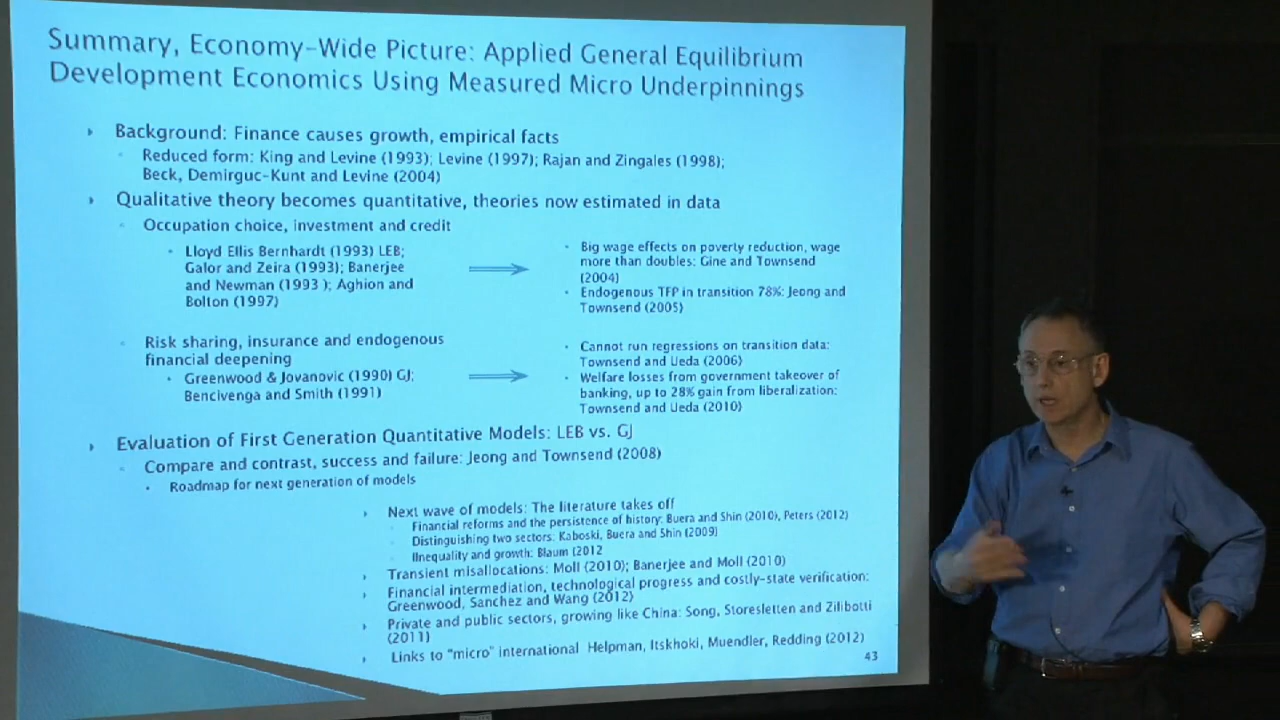 Summary, Economy-Wide Picture: Applied General Equilibrium
Development Economics Using Measured Micro Underpinnings
Background: Finance causes growth, empirical facts
Reduced form: King and Levine (1993); Levine (1997); Rajan and Zingales (1998);
Beck, Demirguc-Kunt and Levine (2004)
Qualitative theory becomes quantitative, theories now estimated in data
Occupation choice, investment and credit
Lloyd Ellis Bernhardt (1993) LEB;
Galor and Zeira (1993); Banerjee
and Newman (1993 ); Aghion and
Bolton (1997)
Big wage effects on poverty reduction, wage
more than doubles: Gine and Townsend
(2004)
Endogenous TFP in transition 78%: Jeong and
Townsend (2005)
Risk sharing, insurance and endogenous
financial deepening
Greenwood & Jovanovic (1990) GJ;
Bencivenga and Smith (1991)
Cannot run regressions on transition data:
Townsend and Ueda (2006)
Welfare losses from government takeover of
banking, up to 28% gain from liberalization:
Townsend and Ueda (2010)
Evaluation of First Generation Quantitative Models: LEB vs. GJ
Compare and contrast, success and failure: Jeong and Townsend (2008)
Roadmap for next generation of models
Next wave of models: The literature takes off
Financial reforms and the persistence of history: Buera and Shin (2010), Peters (2012)
Distinguishing two sectors: Kaboski, Buera and Shin (2009)
IInequality and growth: Blaum (2012
Transient misallocations: Moll (2010); Banerjee and Moll (2010)
Financial intermediation, technological progress and costly-state verification:
Greenwood, Sanchez and Wang (2012)
Private and public sectors, growing like China: Song, Storesletten and Zilibotti
(2011)
Links to "micro" international Helpman, Itskhoki, Muendler, Redding (2012)
43